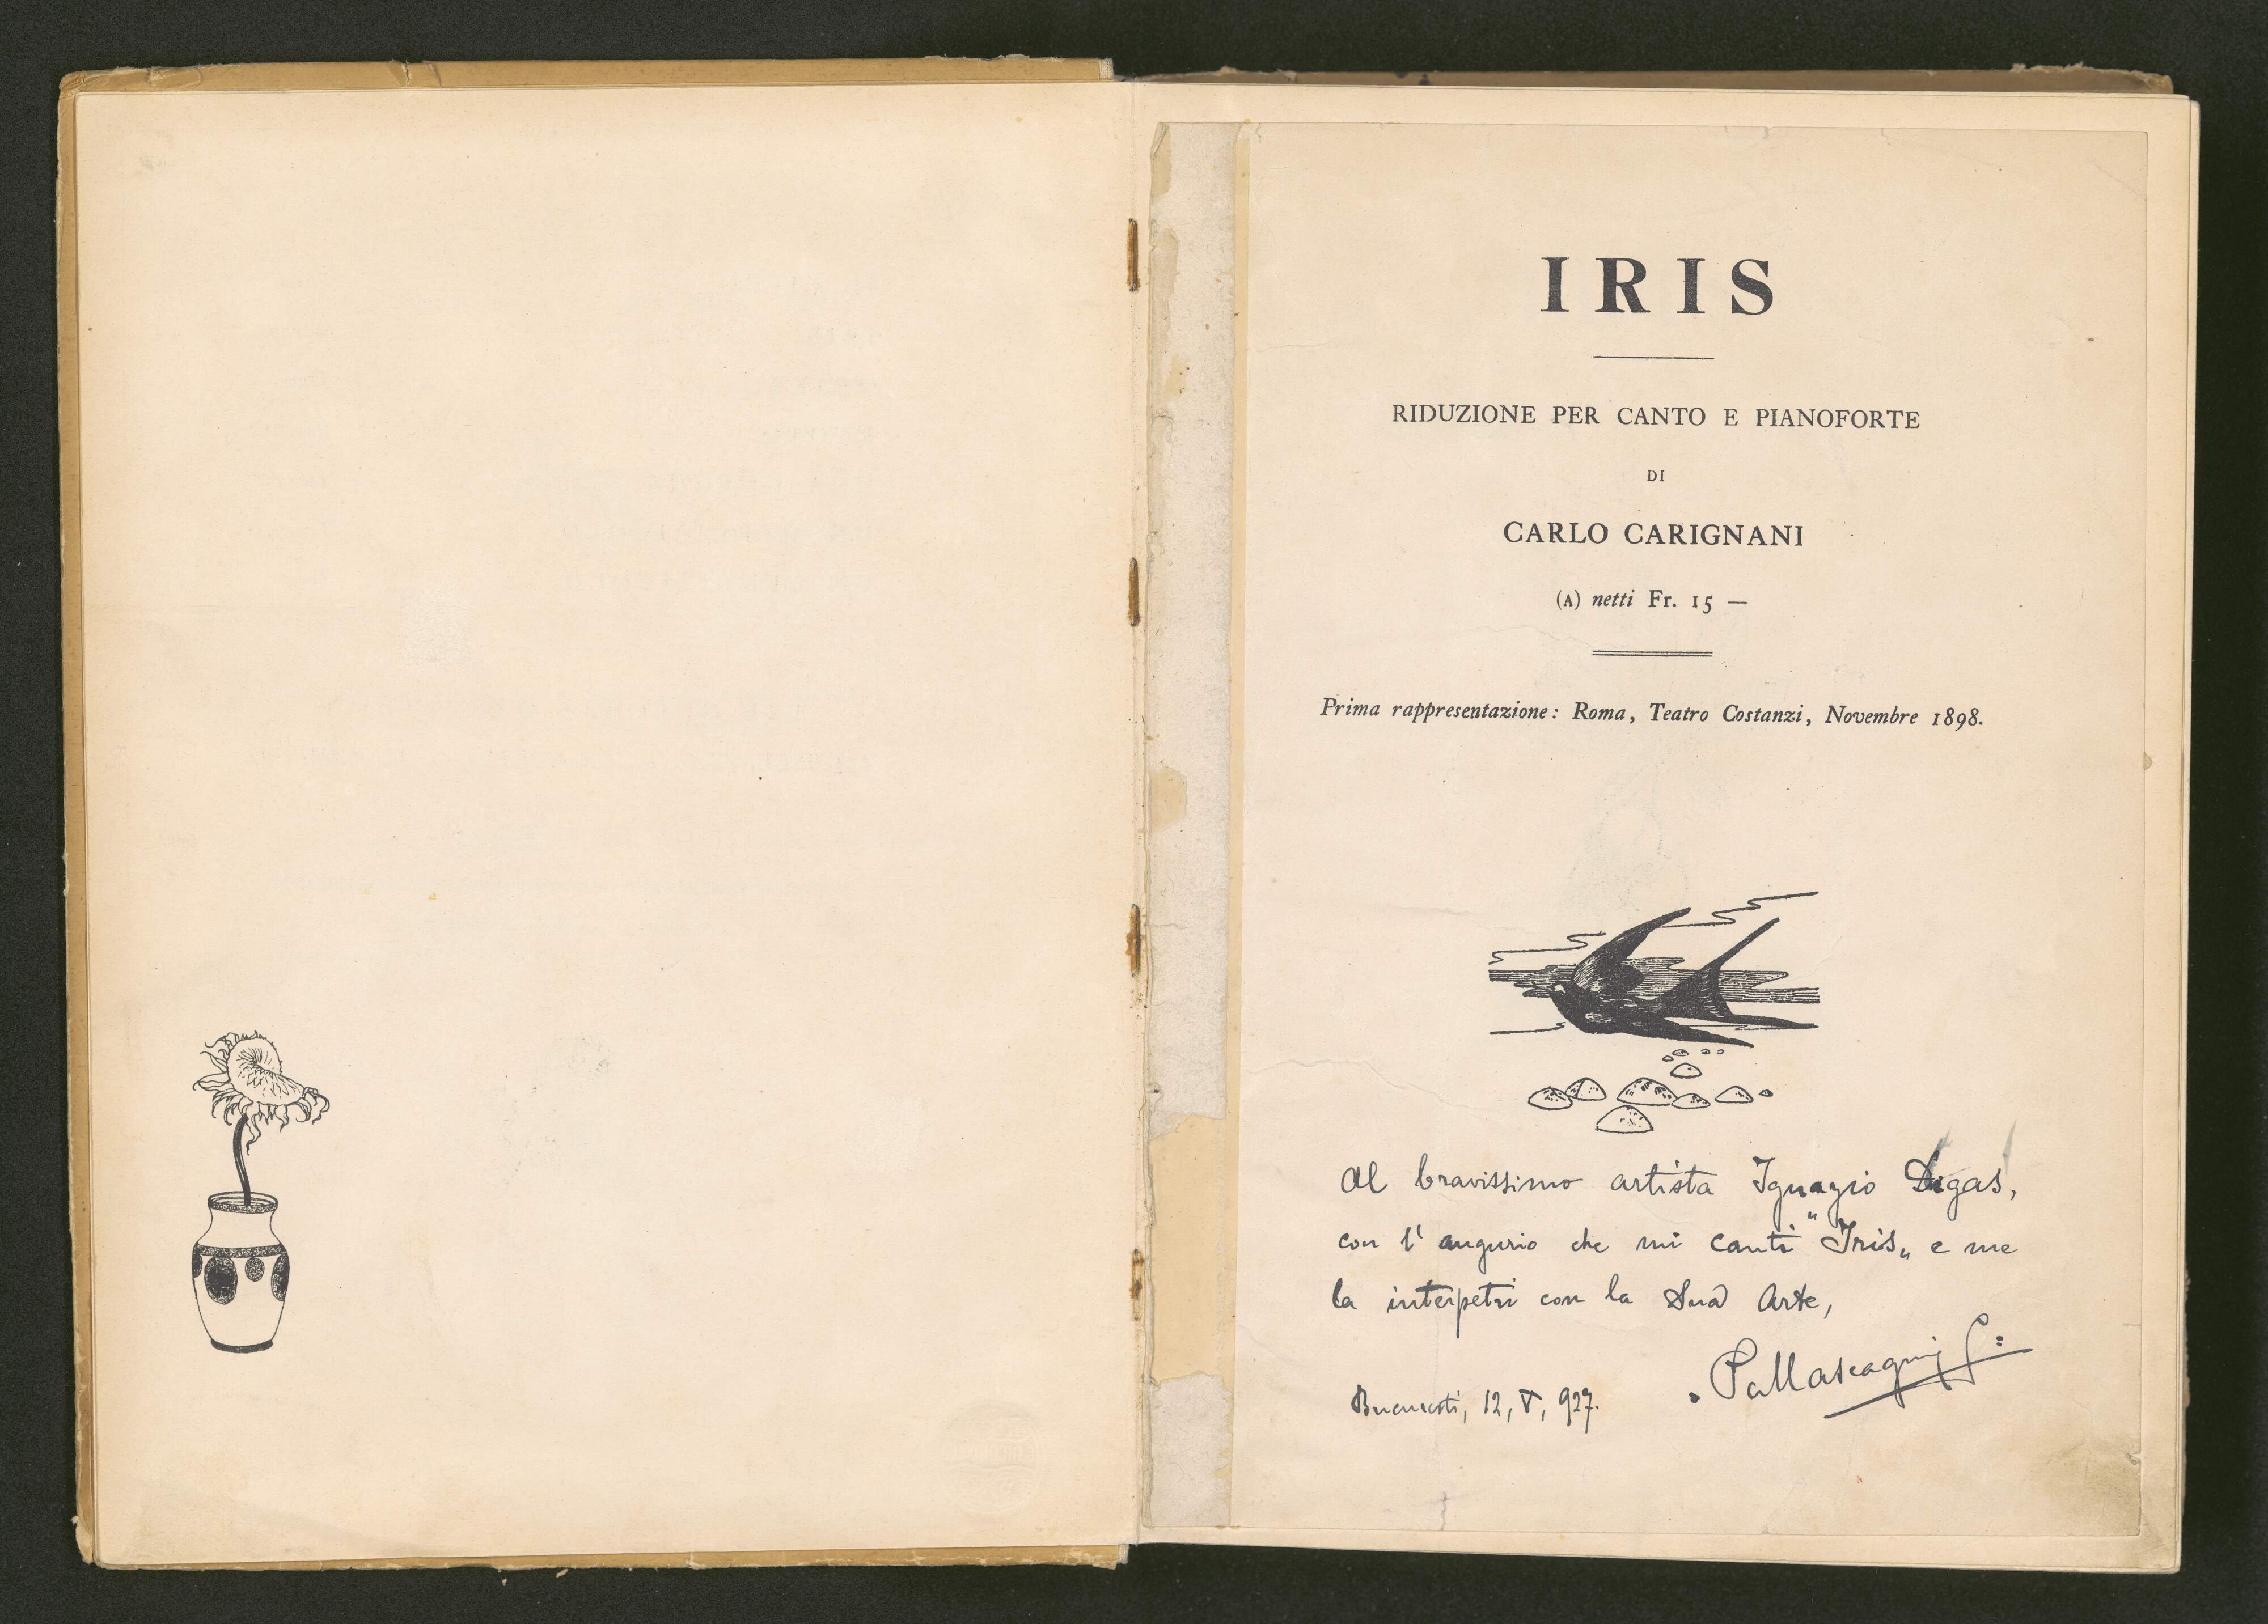 IRIS
RIDUZIONE PER CANTO E PIANOFORTE
DI
CARLO CARIGNANI
(A) netti Fr. 15 —
Prima rappresentazione: Roma, Teatro Costanzi, Novembre 1898.
Al bravissimo artista Ignazio Digas,
con l'augurio che mi canti "Iris„ e me
la interpetri con la Sua Arte,
PMascagni
Bucuresti, 12, V, 927.